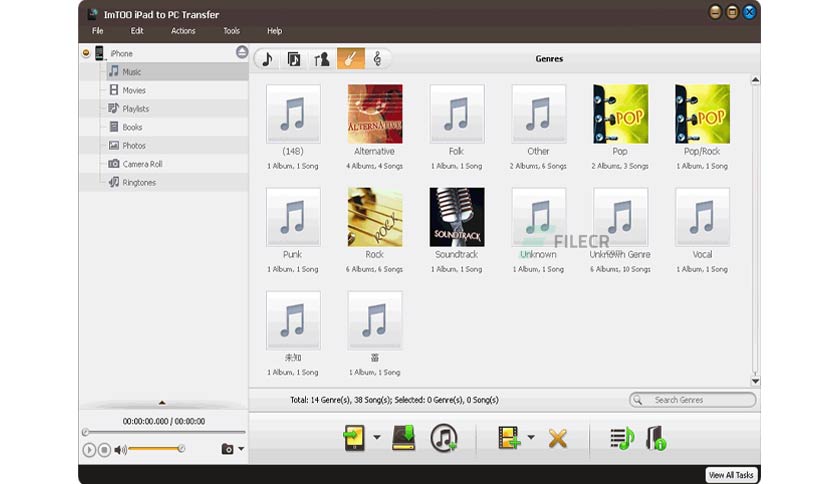 ImTOO iPad to PC Transfer
File Edit Actions Tools Help
iPhone
Music
Movies
Playlists
Books
Photos
Camera Roll
Ringtones
00:00:00.000 / 00:00:00
Genres
ALTERNATIVE POP POP
(148) Alternative Folk Other Pop Pop/Rock
1 Album, 1 Song 4 Albums, 4 Songs 1 Album, 1 Song 2 Albums, 6 Songs 2 Albums, 3 Songs 1 Album, 1 Song
ROCK SOUNDTRACK
FILECR
.com
Punk Rock Soundtrack Unknown Unknown Genre Vocal
1 Album, 1 Song 6 Albums, 6 Songs 1 Album, 1 Song 1 Album, 1 Song 6 Albums, 10 Songs 1 Album, 1 Song
未知
1 Album, 1 Song 1 Album, 1 Song
Total: 14 Genre(s), 38 Song(s); Selected: 0 Genre(s), 0 Song(s)
Search Genres
View All Tasks